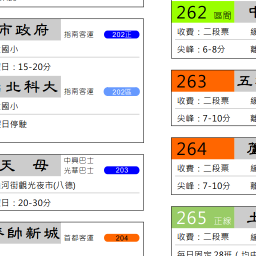 市政府 指南客運 202正
國小
日：15-20分
北科大 指南客運 202區
國小
日停駛
天 母 中興巴士 光華巴士 203
河街觀光夜市(八德)
日：20-30分
帥新城 首都客運 204
262 區間
收費：二段票
尖峰：6-8分
263 五
收費：二段票
尖峰：7-10分
264
收費：二段票
尖峰：7-10分
265 正線
收費：二段票
每日固定28班